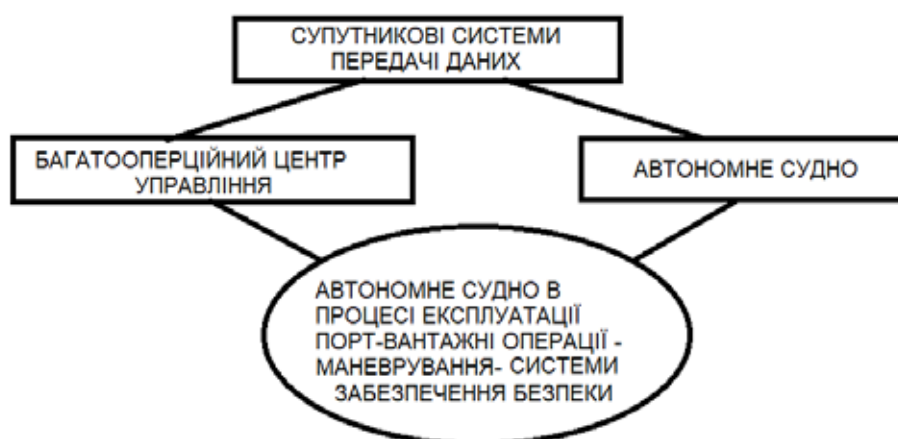 СУПУТНИКОВІ СИСТЕМИ
ПЕРЕДАЧІ ДАНИХ
БАГАТООПЕРЦІЙНИЙ ЦЕНТР
УПРАВЛІННЯ
АВТОНОМНЕ СУДНО
АВТОНОМНЕ СУДНО В
ПРОЦЕСІ ЕКСПЛУАТАЦІЇ
ПОРТ-ВАНТАЖНІ ОПЕРАЦІЇ -
МАНЕВРУВАННЯ- СИСТЕМИ
ЗАБЕЗПЕЧЕННЯ БЕЗПЕКИ